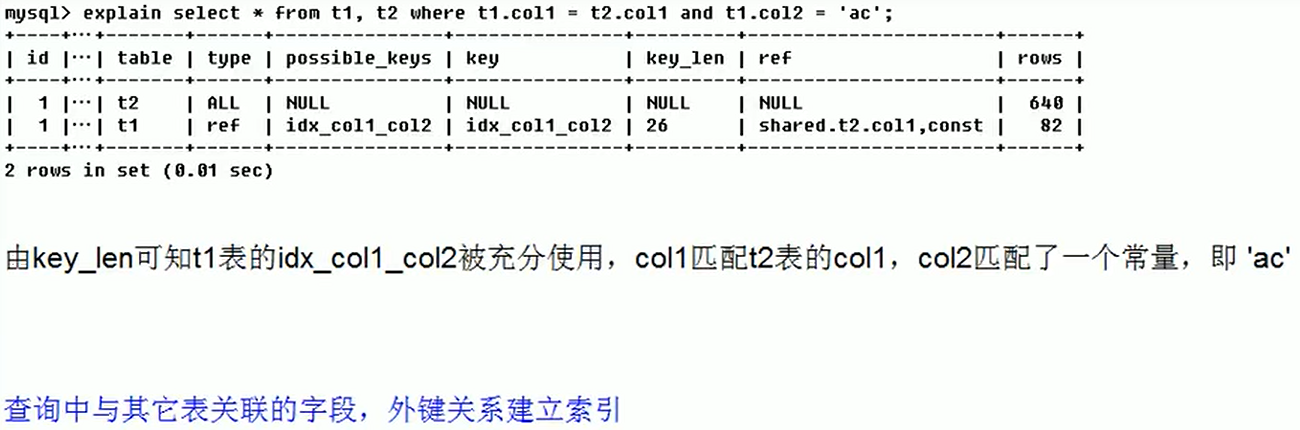 mysql> explain select * from t1, t2 where t1.col1 = t2.col1 and t1.col2 = 'ac';
+----+...+-------+------+---------------+---------------+---------+----------------------+------+
| id |...| table | type | possible_keys | key           | key_len | ref                  | rows |
+----+...+-------+------+---------------+---------------+---------+----------------------+------+
|  1 |...| t2    | ALL  | NULL          | NULL          | NULL    | NULL                 |  640 |
|  1 |...| t1    | ref  | idx_col1_col2 | idx_col1_col2 | 26      | shared.t2.col1,const |   82 |
+----+...+-------+------+---------------+---------------+---------+----------------------+------+
2 rows in set (0.01 sec)
由key_len可知t1表的idx_col1_col2被充分使用，col1匹配t2表的col1，col2匹配了一个常量，即 'ac'
查询中与其它表关联的字段，外键关系建立索引